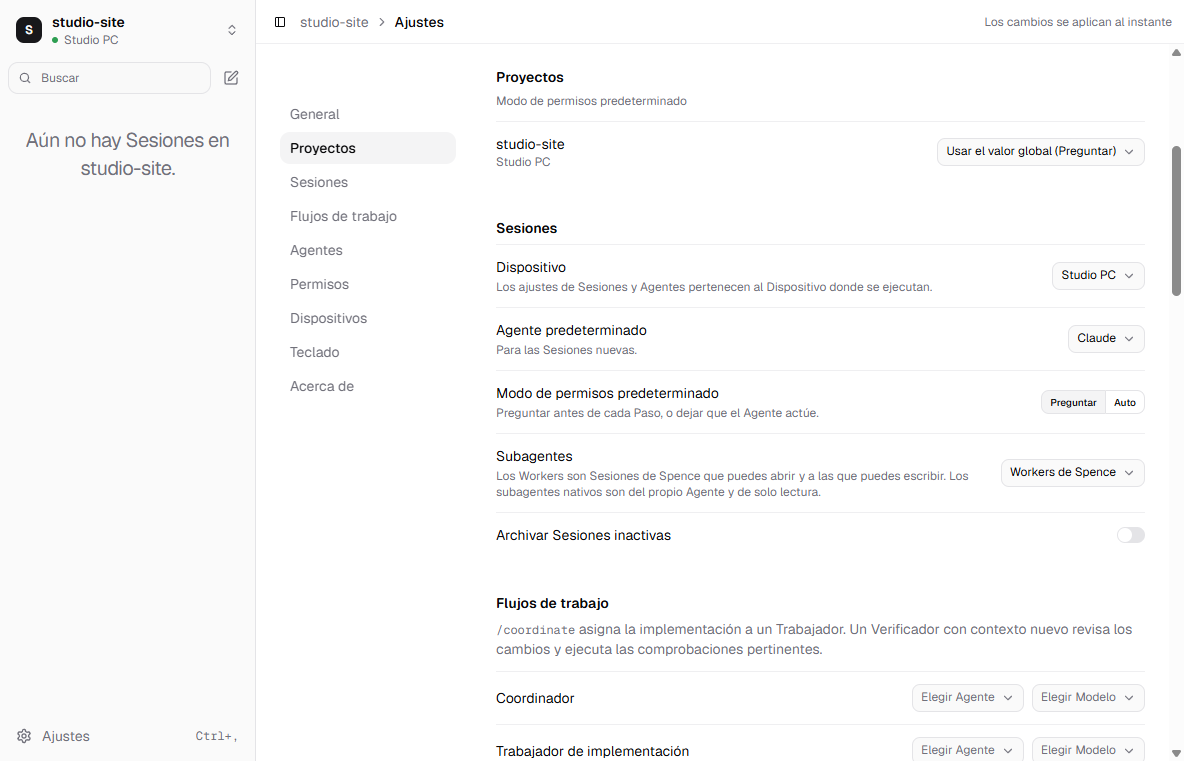 S
studio-site
Studio PC
Buscar
Aún no hay Sesiones en
studio-site.
Ajustes
Ctrl+,
studio-site > Ajustes
Los cambios se aplican al instante
General
Proyectos
Sesiones
Flujos de trabajo
Agentes
Permisos
Dispositivos
Teclado
Acerca de
Proyectos
Modo de permisos predeterminado
studio-site
Studio PC
Usar el valor global (Preguntar)
Sesiones
Dispositivo
Los ajustes de Sesiones y Agentes pertenecen al Dispositivo donde se ejecutan.
Studio PC
Agente predeterminado
Para las Sesiones nuevas.
Claude
Modo de permisos predeterminado
Preguntar antes de cada Paso, o dejar que el Agente actúe.
Preguntar Auto
Subagentes
Los Workers son Sesiones de Spence que puedes abrir y a las que puedes escribir. Los
subagentes nativos son del propio Agente y de solo lectura.
Workers de Spence
Archivar Sesiones inactivas
Flujos de trabajo
/coordinate asigna la implementación a un Trabajador. Un Verificador con contexto nuevo revisa los
cambios y ejecuta las comprobaciones pertinentes.
Coordinador
Elegir Agente Elegir Modelo
Trabajador de implementación
Elegir Agente Elegir Modelo